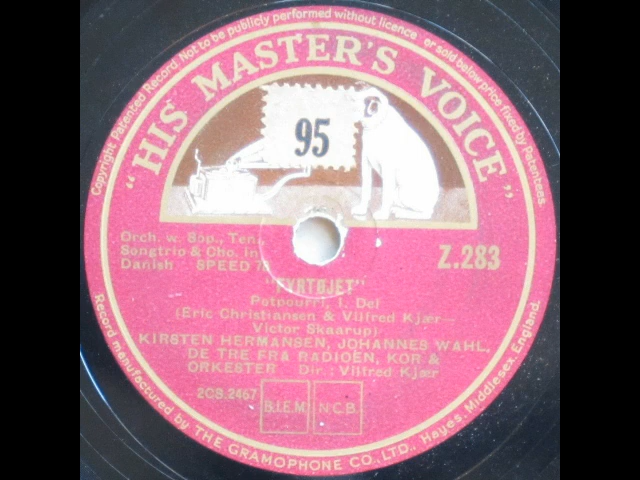 Copyright Patented Record. Not to be publicly performed without licence or sold below price fixed by Patentees.
"HIS MASTER'S VOICE"
95
Orch. w. Sop., Ten.,
Songtrip & Cho. in
Danish SPEED 78
Z.283
"FYRTØJET"
Potpourri, I. Del
(Eric Christiansen & Vilfred Kjær—
Victor Skaarup)
KIRSTEN HERMANSEN, JOHANNES WAHL,
DE TRE FRA RADIOEN, KOR &
ORKESTER Dir: Vilfred Kjær
2CS.2467
B.I.E.M
N.C.B.
Record manufactured by THE GRAMOPHONE CO., LTD., Hayes, Middlesex, England.